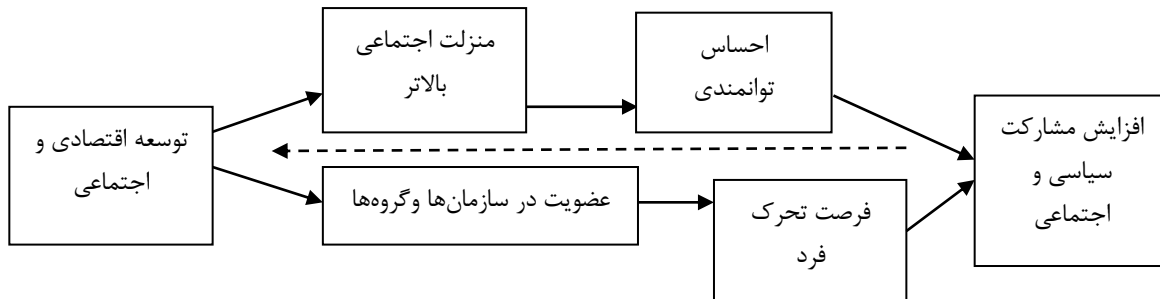 توسعه اقتصادی و
اجتماعی
منزلت اجتماعی
بالاتر
احساس
توانمندی
عضویت در سازمان‌ها وگروه‌ها
فرصت تحرک
فرد
افزایش مشارکت
سیاسی و
اجتماعی